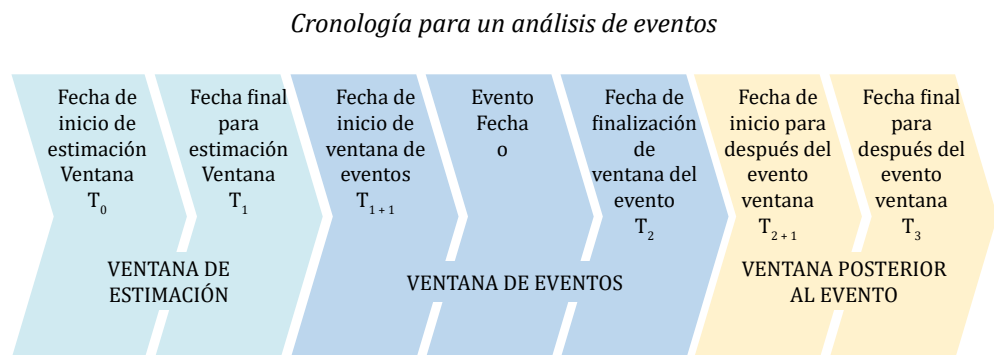 Cronología para un análisis de eventos
Fecha de
inicio de
estimación
Ventana
T0
Fecha final
para
estimación
Ventana
T1
Fecha de
inicio de
ventana de
eventos
T1 + 1
Evento
Fecha
o
Fecha de
finalización
de
ventana del
evento
T2
Fecha de
inicio para
después del
evento
ventana
T2 + 1
Fecha final
para
después del
evento
ventana
T3
VENTANA DE
ESTIMACIÓN
VENTANA DE EVENTOS
VENTANA POSTERIOR
AL EVENTO